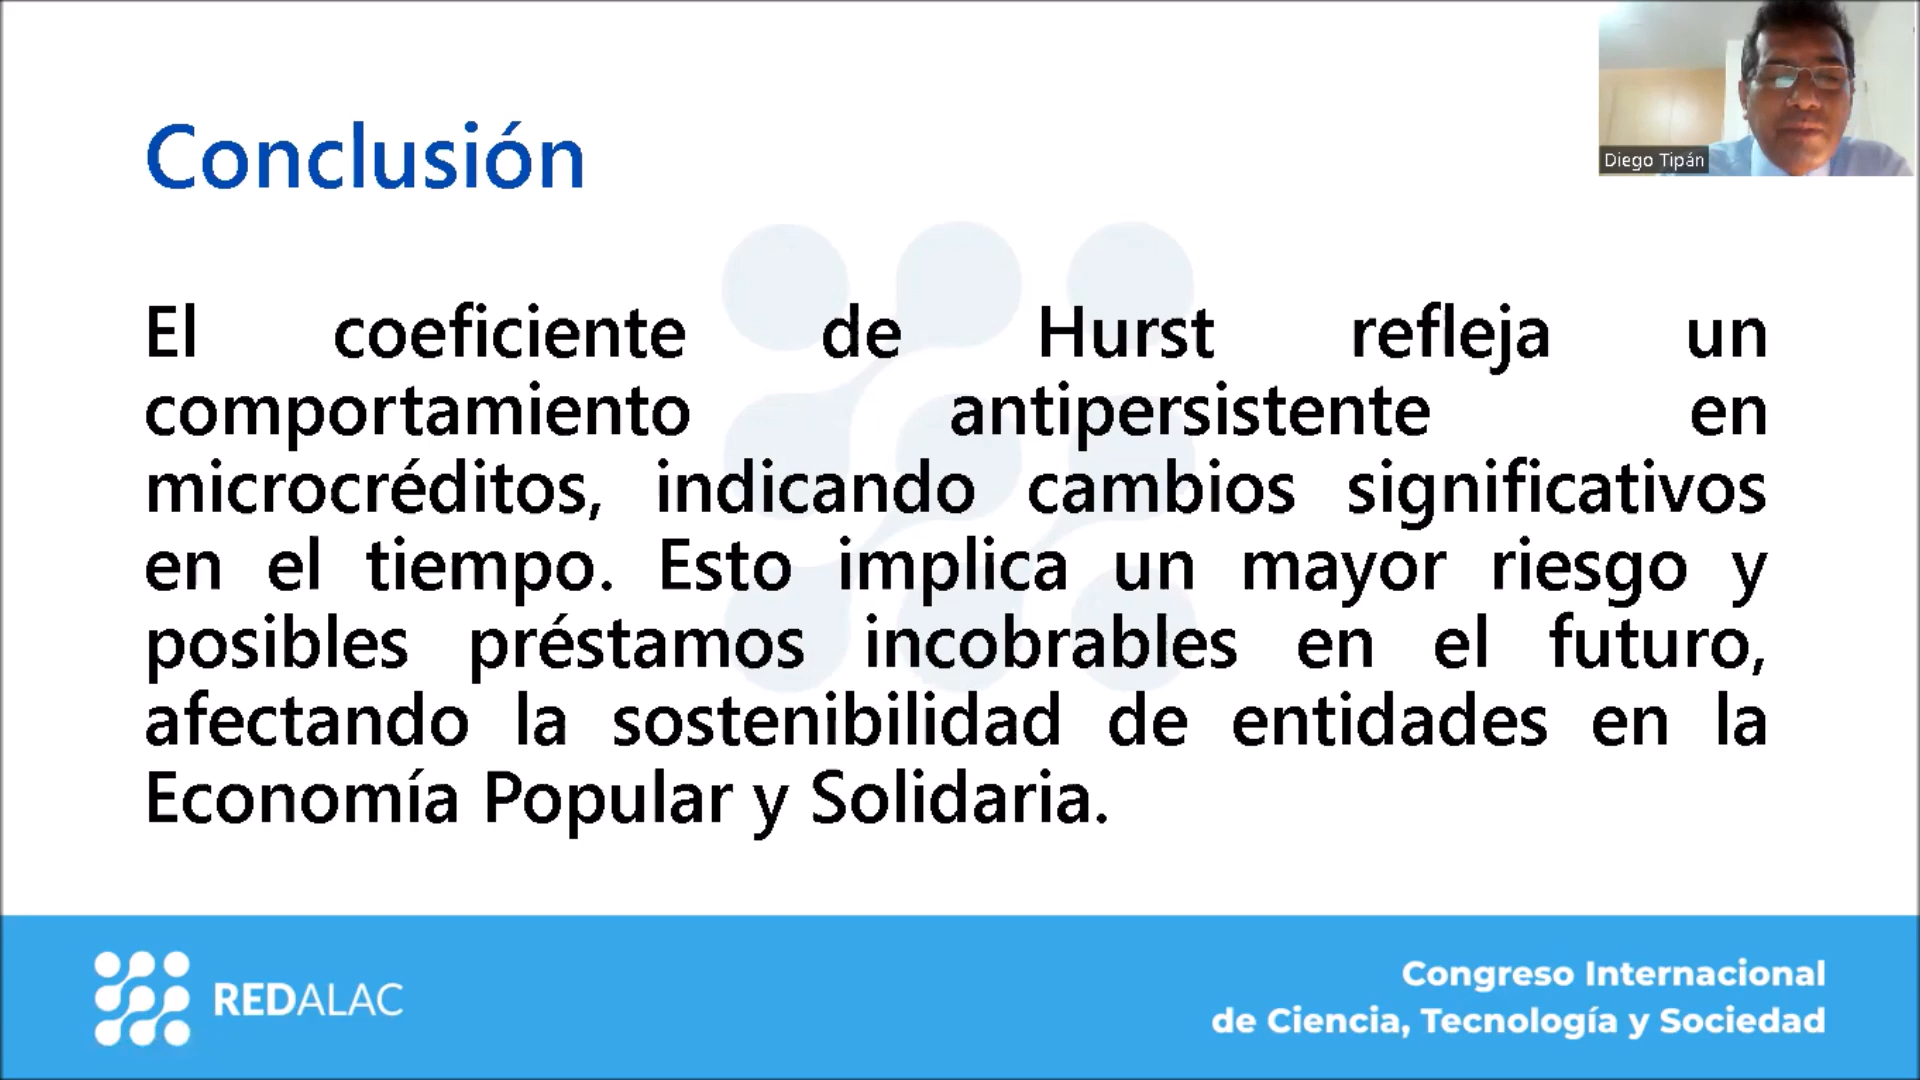 Diego Tipán
Conclusión
El coeficiente de Hurst refleja un
comportamiento antipersistente en
microcréditos, indicando cambios significativos
en el tiempo. Esto implica un mayor riesgo y
posibles préstamos incobrables en el futuro,
afectando la sostenibilidad de entidades en la
Economía Popular y Solidaria.
REDALAC
Congreso Internacional
de Ciencia, Tecnología y Sociedad